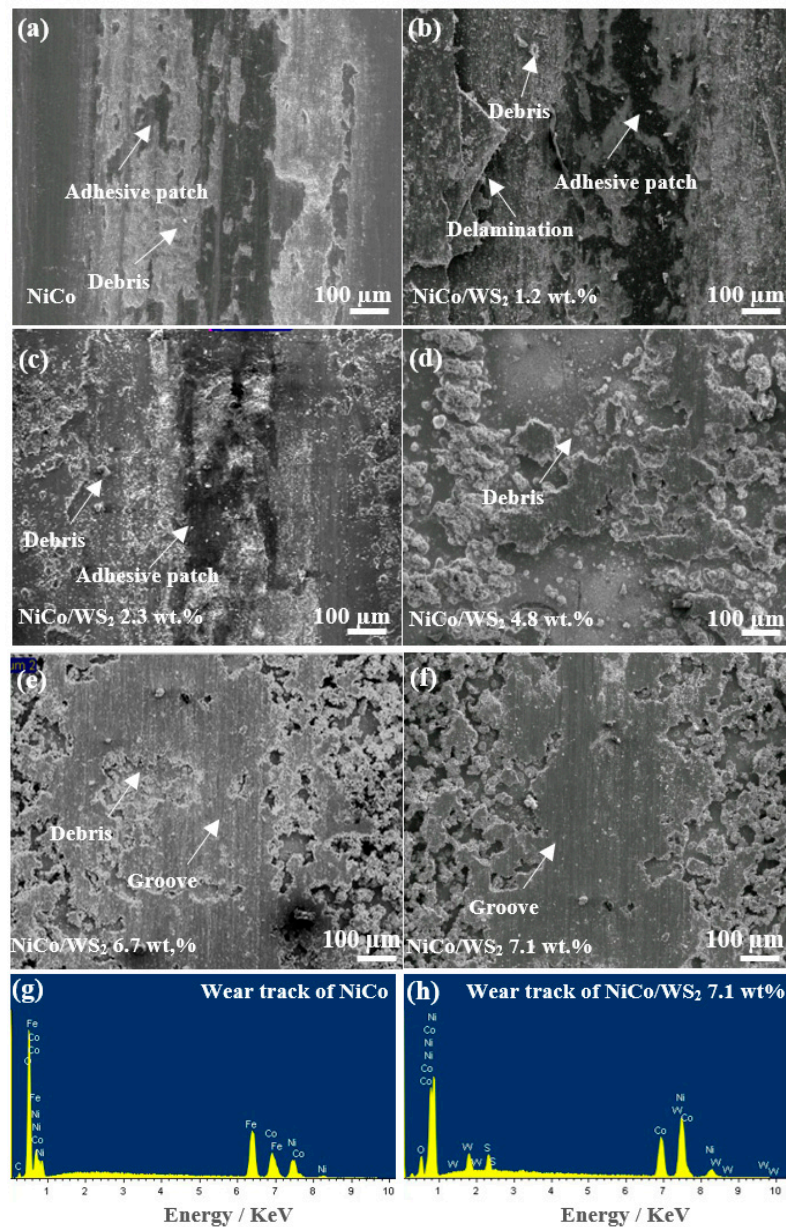 (a)
Adhesive patch
Debris
NiCo
100 µm
(b)
Debris
Adhesive patch
Delamination
NiCo/WS₂ 1.2 wt.%
100 µm
(c)
Debris
Adhesive patch
NiCo/WS₂ 2.3 wt.%
100 µm
(d)
Debris
NiCo/WS₂ 4.8 wt.%
100 µm
(e)
Debris
Groove
NiCo/WS₂ 6.7 wt,%
100 µm
(f)
Groove
NiCo/WS₂ 7.1 wt.%
100 µm
(g)
Wear track of NiCo
Fe
Co
Co
O
Fe
Ni
Ni
Co
C
Ni
Fe
Co
Fe
Ni
Co
Ni
1 2 3 4 5 6 7 8 9 10
Energy / KeV
(h)
Wear track of NiCo/WS₂ 7.1 wt%
Ni
Co
Ni
Ni
Co
Co
O
W
W
W
S
S
Co
Ni
W
Co
Ni
W
W
W
W
1 2 3 4 5 6 7 8 9 10
Energy / KeV